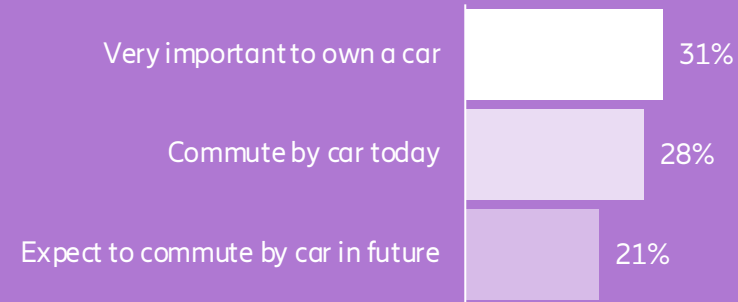 Very important to own a car 31%
Commute by car today 28%
Expect to commute by car in future 21%